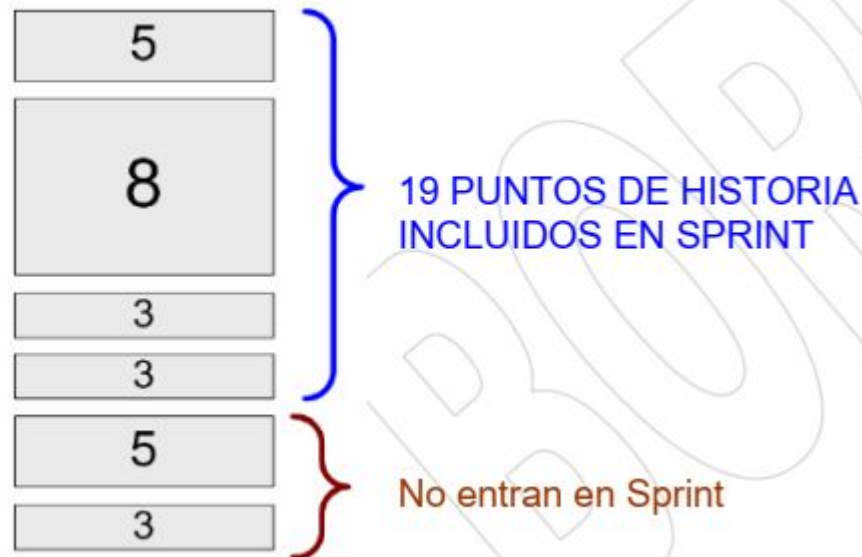 5
8
3
3
19 PUNTOS DE HISTORIA
INCLUIDOS EN SPRINT
5
3
No entran en Sprint